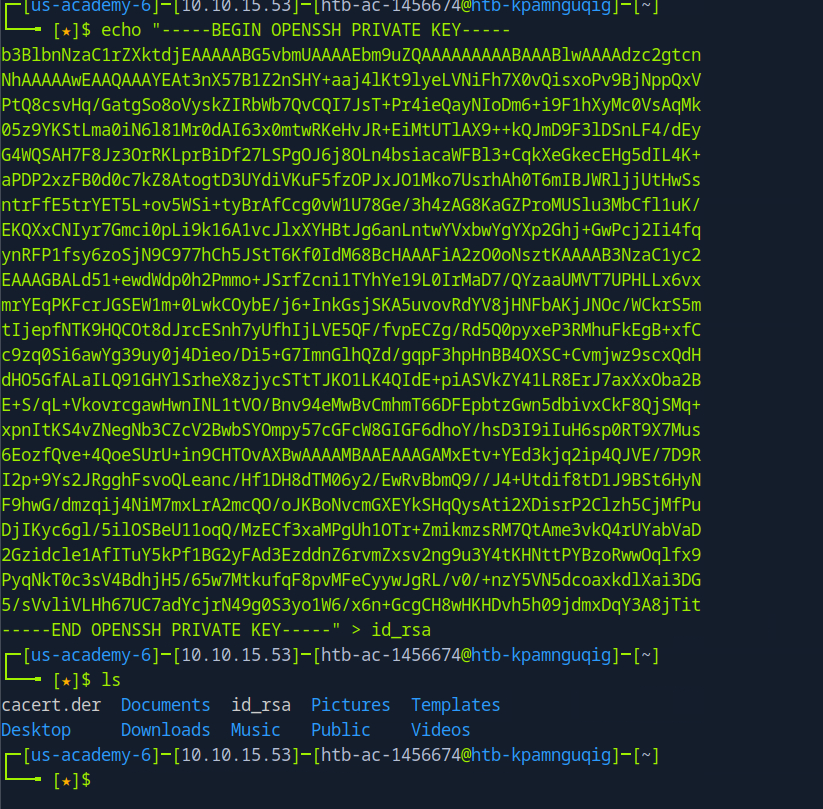 [us-academy-6]─[10.10.15.53]─[htb-ac-1456674@htb-kpamnguqig]─[~]
[★]$ echo "-----BEGIN OPENSSH PRIVATE KEY-----
b3BlbnNzaC1rZXktdjEAAAAABG5vbmUAAAAEbm9uZQAAAAAAAAABAAABlwAAAAdzc2gtcn
NhAAAAAwEAAQAAAYEAt3nX57B1Z2nSHY+aaj4lKt9lyeLVNiFh7X0vQisxoPv9BjNppQxV
PtQ8csvHq/GatgSo8oVyskZIRbWb7QvCQI7JsT+Pr4ieQayNIoDm6+i9F1hXyMc0VsAqMk
05z9YKStLma0iN6l81Mr0dAI63x0mtwRKeHvJR+EiMtUTlAX9++kQJmD9F3lDSnLF4/dEy
G4WQSAH7F8Jz3OrRKLprBiDf27LSPgOJ6j8OLn4bsiacaWFBl3+CqkXeGkecEHg5dIL4K+
aPDP2xzFB0d0c7kZ8AtogtD3UYdiVKuF5fzOPJxJO1Mko7UsrhAh0T6mIBJWRljjUtHwSs
ntrFfE5trYET5L+ov5WSi+tyBrAfCcg0vW1U78Ge/3h4zAG8KaGZProMUSlu3MbCfl1uK/
EKQXxCNIyr7Gmci0pLi9k16A1vcJlxXYHBtJg6anLntwYVxbwYgYXp2Ghj+GwPcj2Ii4fq
ynRFP1fsy6zoSjN9C977hCh5JStT6Kf0IdM68BcHAAAFiA2zO0oNsztKAAAAB3NzaC1yc2
EAAAGBALd51+ewdWdp0h2Pmmo+JSrfZcni1TYhYe19L0IrMaD7/QYzaaUMVT7UPHLLx6vx
mrYEqPKFcrJGSEW1m+0LwkCOybE/j6+InkGsjSKA5uvovRdYV8jHNFbAKjJNOc/WCkrS5m
tIjepfNTK9HQCOt8dJrcESnh7yUfhIjLVE5QF/fvpECZg/Rd5Q0pyxeP3RMhuFkEgB+xfC
c9zq0Si6awYg39uy0j4Dieo/Di5+G7ImnGlhQZd/gqpF3hpHnBB4OXSC+Cvmjwz9scxQdH
dHO5GfALaILQ91GHYlSrheX8zjycSTtTJKO1LK4QIdE+piASVkZY41LR8ErJ7axXxOba2B
E+S/qL+VkovrcgawHwnINL1tVO/Bnv94eMwBvCmhmT66DFEpbtzGwn5dbivxCkF8QjSMq+
xpnItKS4vZNegNb3CZcV2BwbSYOmpy57cGFcW8GIGF6dhoY/hsD3I9iIuH6sp0RT9X7Mus
6EozfQve+4QoeSUrU+in9CHTOvAXBwAAAAMBAAEAAAGAMxEtv+YEd3kjq2ip4QJVE/7D9R
I2p+9Ys2JRgghFsvoQLeanc/Hf1DH8dTM06y2/EwRvBbmQ9//J4+Utdif8tD1J9BSt6HyN
F9hwG/dmzqij4NiM7mxLrA2mcQO/oJKBoNvcmGXEYkSHqQysAti2XDisrP2Clzh5CjMfPu
DjIKyc6gl/5ilOSBeU11oqQ/MzECf3xaMPgUh1OTr+ZmikmzsRM7QtAme3vkQ4rUYabVaD
2Gzidcle1AfITuY5kPf1BG2yFAd3EzddnZ6rvmZxsv2ng9u3Y4tKHNttPYBzoRwwOqlfx9
PyqNkT0c3sV4BdhjH5/65w7MtkufqF8pvMFeCyywJgRL/v0/+nzY5VN5dcoaxkdlXai3DG
5/sVvliVLHh67UC7adYcjrN49g0S3yo1W6/x6n+GcgCH8wHKHDvh5h09jdmxDqY3A8jTit
-----END OPENSSH PRIVATE KEY-----" > id_rsa
[us-academy-6]─[10.10.15.53]─[htb-ac-1456674@htb-kpamnguqig]─[~]
[★]$ ls
cacert.der Documents id_rsa Pictures Templates
Desktop Downloads Music Public Videos
[us-academy-6]─[10.10.15.53]─[htb-ac-1456674@htb-kpamnguqig]─[~]
[★]$